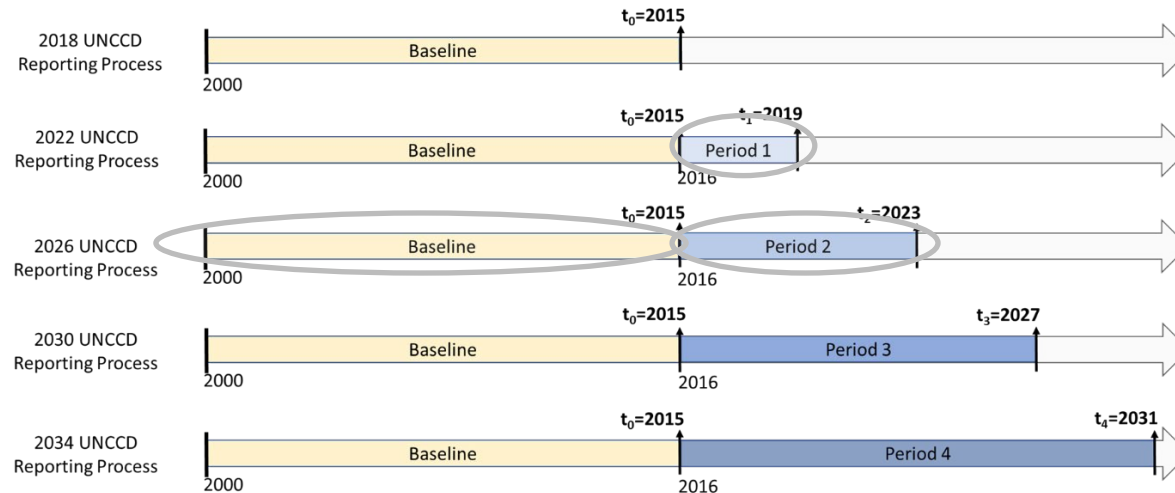 t₀=2015
2018 UNCCD
Reporting Process
Baseline
2000
t₀=2015
t₁=2019
2022 UNCCD
Reporting Process
Baseline
Period 1
2000
2016
t₀=2015
t₂=2023
2026 UNCCD
Reporting Process
Baseline
Period 2
2000
2016
t₀=2015
t₃=2027
2030 UNCCD
Reporting Process
Baseline
Period 3
2000
2016
t₀=2015
t₄=2031
2034 UNCCD
Reporting Process
Baseline
Period 4
2000
2016